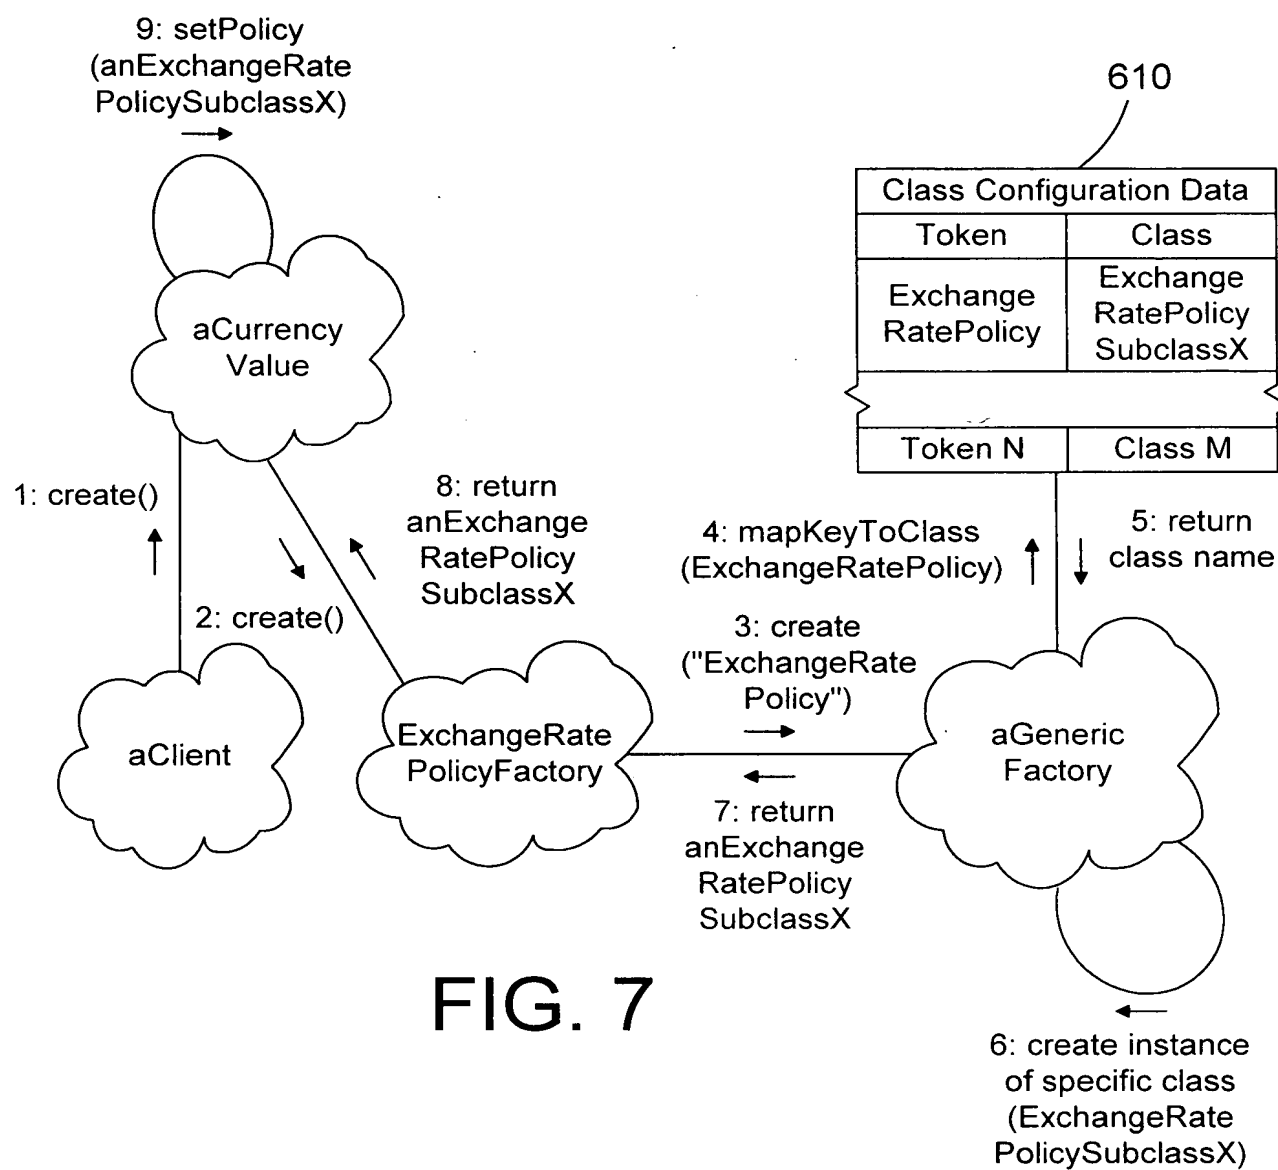 9: setPolicy
(anExchangeRate
PolicySubclassX)
610
Class Configuration Data
Token Class
Exchange
RatePolicy
Exchange
RatePolicy
SubclassX
Token N Class M
aCurrency
Value
1: create()
8: return
anExchange
RatePolicy
SubclassX
2: create()
4: mapKeyToClass
(ExchangeRatePolicy)
5: return
class name
3: create
("ExchangeRate
Policy")
aClient
ExchangeRate
PolicyFactory
aGeneric
Factory
7: return
anExchange
RatePolicy
SubclassX
FIG. 7
6: create instance
of specific class
(ExchangeRate
PolicySubclassX)